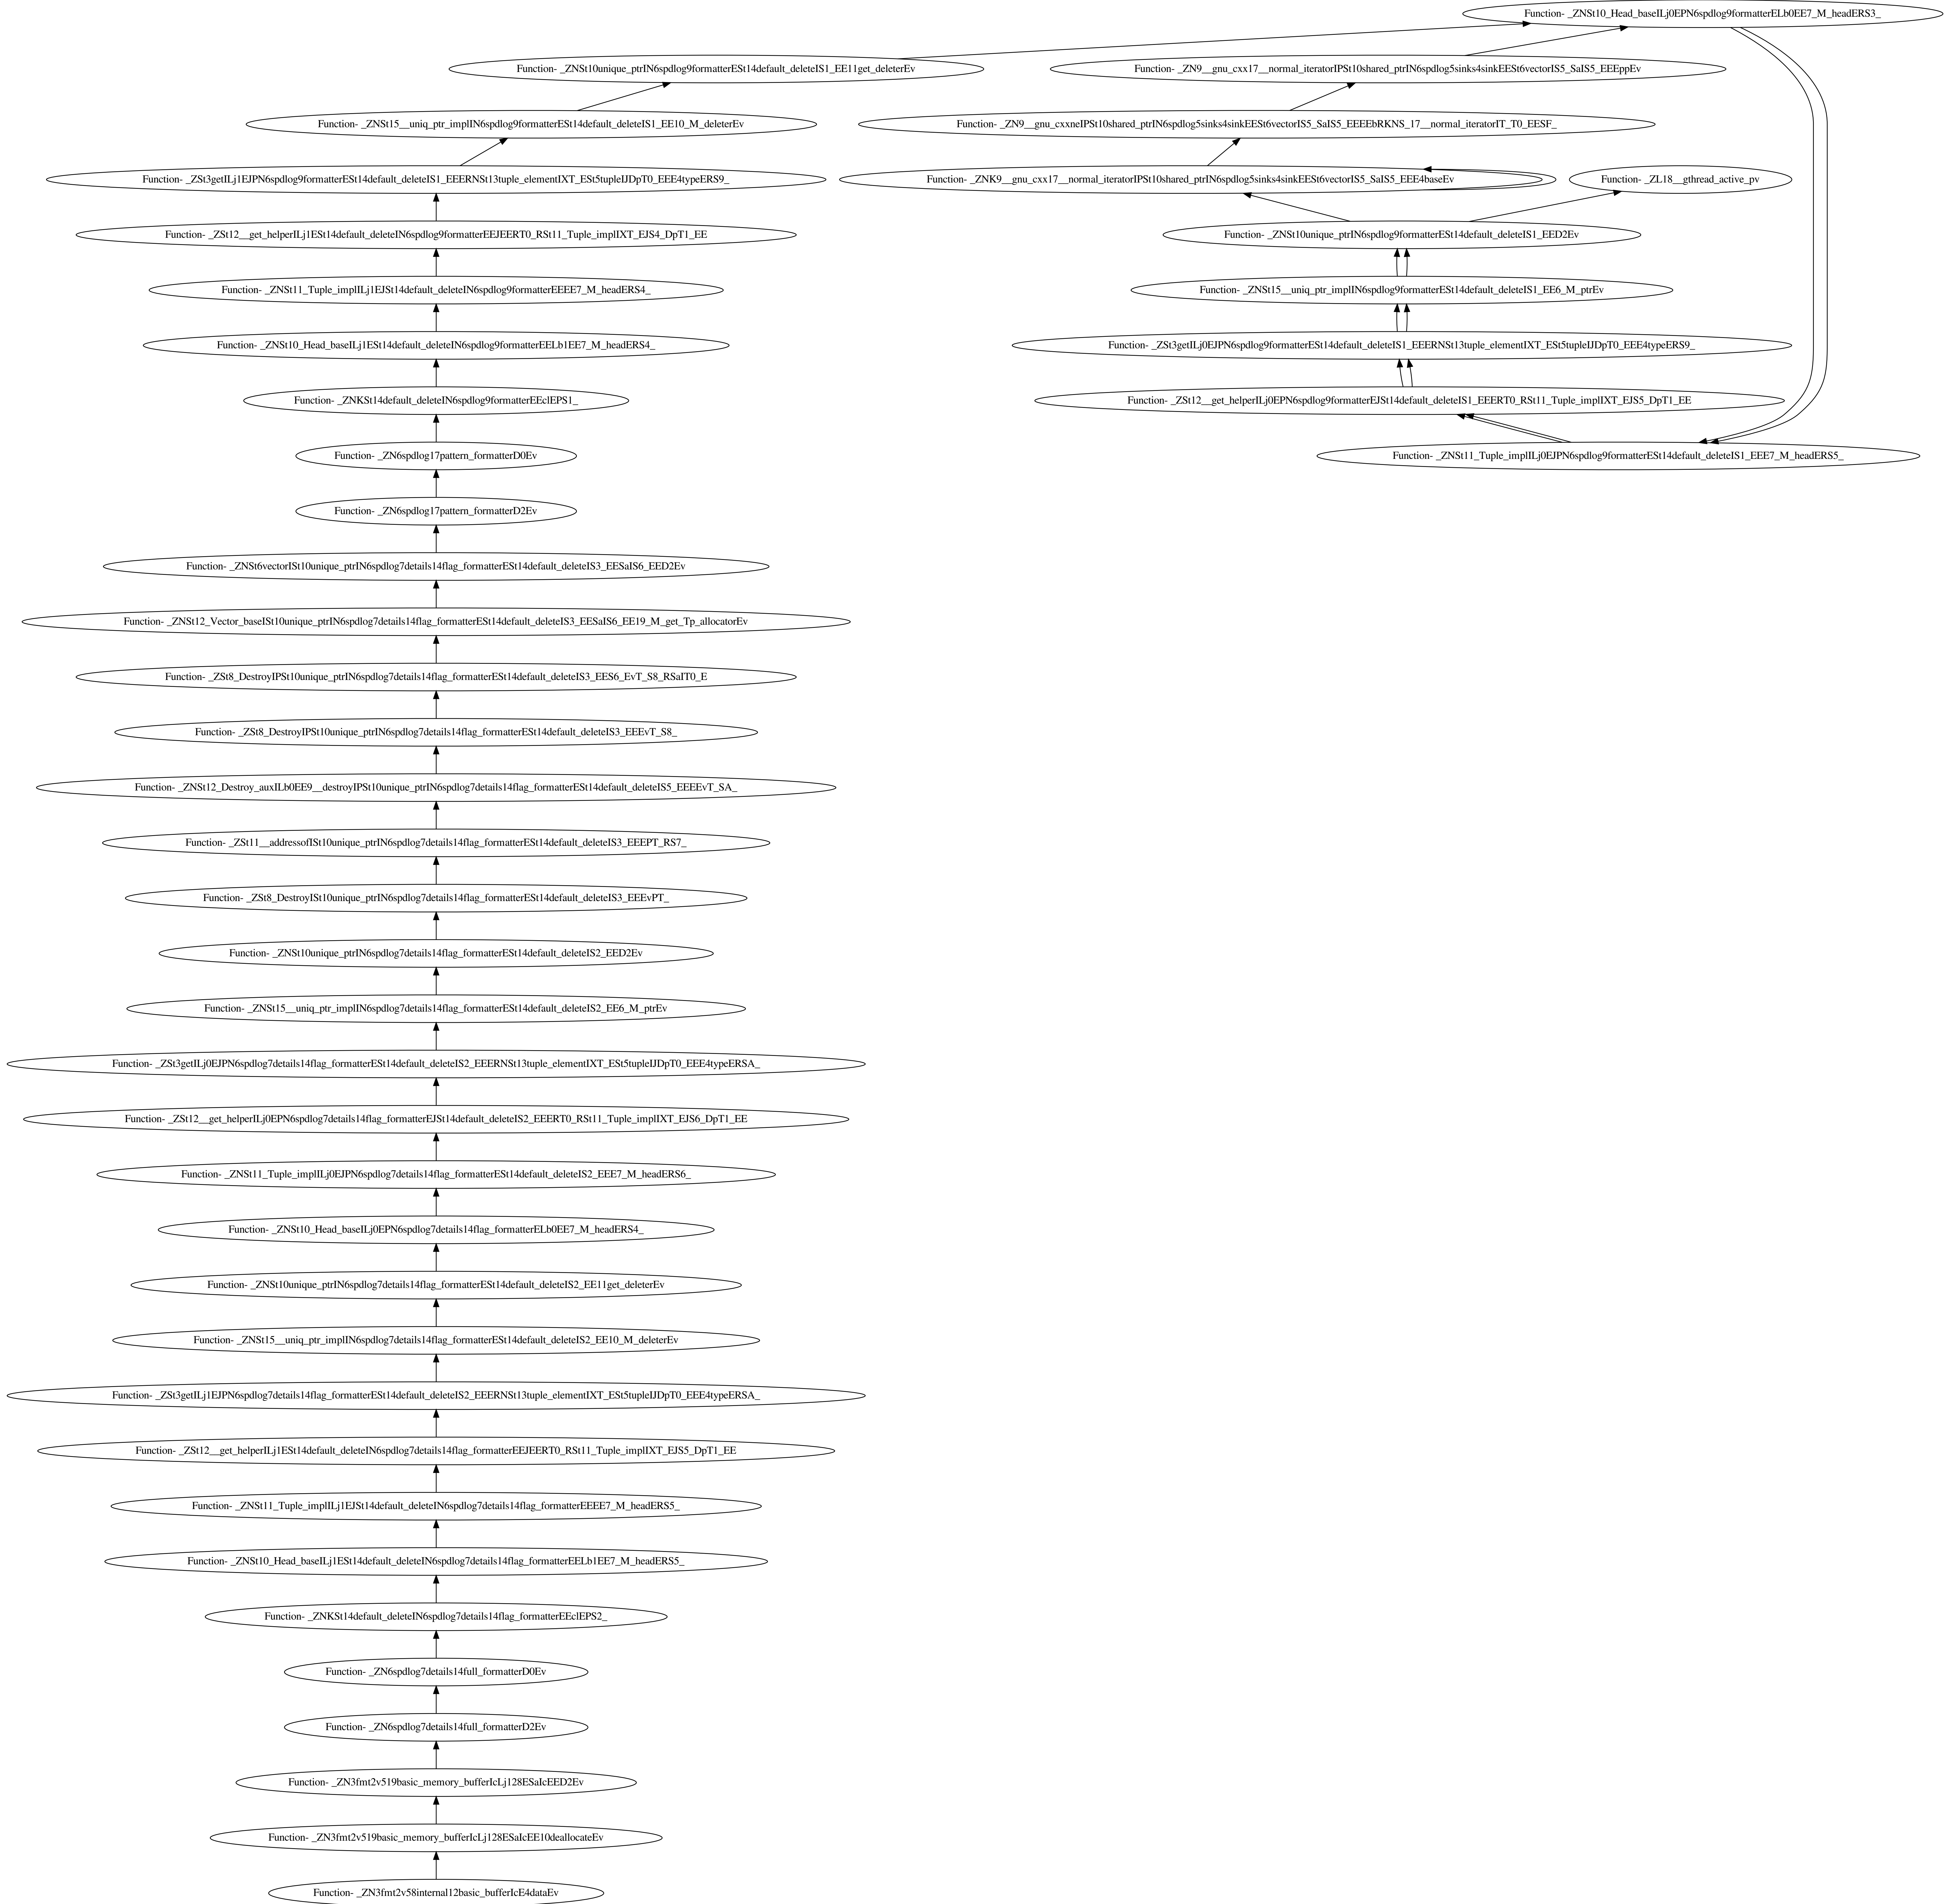 Function- _ZNSt10_Head_baseILj0EPN6spdlog9formatterELb0EE7_M_headERS3_
Function- _ZNSt10unique_ptrIN6spdlog9formatterESt14default_deleteIS1_EE11get_deleterEv
Function- _ZN9__gnu_cxx17__normal_iteratorIPSt10shared_ptrIN6spdlog5sinks4sinkEESt6vectorIS5_SaIS5_EEEppEv
Function- _ZNSt15__uniq_ptr_implIN6spdlog9formatterESt14default_deleteIS1_EE10_M_deleterEv
Function- _ZN9__gnu_cxxneIPSt10shared_ptrIN6spdlog5sinks4sinkEESt6vectorIS5_SaIS5_EEEEbRKNS_17__normal_iteratorIT_T0_EESF_
Function- _ZSt3getILj1EJPN6spdlog9formatterESt14default_deleteIS1_EEERNSt13tuple_elementIXT_ESt5tupleIJDpT0_EEE4typeERS9_
Function- _ZNK9__gnu_cxx17__normal_iteratorIPSt10shared_ptrIN6spdlog5sinks4sinkEESt6vectorIS5_SaIS5_EEE4baseEv
Function- _ZL18__gthread_active_pv
Function- _ZSt12__get_helperILj1ESt14default_deleteIN6spdlog9formatterEEJEERT0_RSt11_Tuple_implIXT_EJS4_DpT1_EE
Function- _ZNSt10unique_ptrIN6spdlog9formatterESt14default_deleteIS1_EED2Ev
Function- _ZNSt11_Tuple_implILj1EJSt14default_deleteIN6spdlog9formatterEEEE7_M_headERS4_
Function- _ZNSt15__uniq_ptr_implIN6spdlog9formatterESt14default_deleteIS1_EE6_M_ptrEv
Function- _ZNSt10_Head_baseILj1ESt14default_deleteIN6spdlog9formatterEELb1EE7_M_headERS4_
Function- _ZSt3getILj0EJPN6spdlog9formatterESt14default_deleteIS1_EEERNSt13tuple_elementIXT_ESt5tupleIJDpT0_EEE4typeERS9_
Function- _ZNKSt14default_deleteIN6spdlog9formatterEEclEPS1_
Function- _ZSt12__get_helperILj0EPN6spdlog9formatterEJSt14default_deleteIS1_EEERT0_RSt11_Tuple_implIXT_EJS5_DpT1_EE
Function- _ZN6spdlog17pattern_formatterD0Ev
Function- _ZNSt11_Tuple_implILj0EJPN6spdlog9formatterESt14default_deleteIS1_EEE7_M_headERS5_
Function- _ZN6spdlog17pattern_formatterD2Ev
Function- _ZNSt6vectorISt10unique_ptrIN6spdlog7details14flag_formatterESt14default_deleteIS3_EESaIS6_EED2Ev
Function- _ZNSt12_Vector_baseISt10unique_ptrIN6spdlog7details14flag_formatterESt14default_deleteIS3_EESaIS6_EE19_M_get_Tp_allocatorEv
Function- _ZSt8_DestroyIPSt10unique_ptrIN6spdlog7details14flag_formatterESt14default_deleteIS3_EES6_EvT_S8_RSaIT0_E
Function- _ZSt8_DestroyIPSt10unique_ptrIN6spdlog7details14flag_formatterESt14default_deleteIS3_EEEvT_S8_
Function- _ZNSt12_Destroy_auxILb0EE9__destroyIPSt10unique_ptrIN6spdlog7details14flag_formatterESt14default_deleteIS5_EEEEvT_SA_
Function- _ZSt11__addressofISt10unique_ptrIN6spdlog7details14flag_formatterESt14default_deleteIS3_EEEPT_RS7_
Function- _ZSt8_DestroyISt10unique_ptrIN6spdlog7details14flag_formatterESt14default_deleteIS3_EEEvPT_
Function- _ZNSt10unique_ptrIN6spdlog7details14flag_formatterESt14default_deleteIS2_EED2Ev
Function- _ZNSt15__uniq_ptr_implIN6spdlog7details14flag_formatterESt14default_deleteIS2_EE6_M_ptrEv
Function- _ZSt3getILj0EJPN6spdlog7details14flag_formatterESt14default_deleteIS2_EEERNSt13tuple_elementIXT_ESt5tupleIJDpT0_EEE4typeERSA_
Function- _ZSt12__get_helperILj0EPN6spdlog7details14flag_formatterEJSt14default_deleteIS2_EEERT0_RSt11_Tuple_implIXT_EJS6_DpT1_EE
Function- _ZNSt11_Tuple_implILj0EJPN6spdlog7details14flag_formatterESt14default_deleteIS2_EEE7_M_headERS6_
Function- _ZNSt10_Head_baseILj0EPN6spdlog7details14flag_formatterELb0EE7_M_headERS4_
Function- _ZNSt10unique_ptrIN6spdlog7details14flag_formatterESt14default_deleteIS2_EE11get_deleterEv
Function- _ZNSt15__uniq_ptr_implIN6spdlog7details14flag_formatterESt14default_deleteIS2_EE10_M_deleterEv
Function- _ZSt3getILj1EJPN6spdlog7details14flag_formatterESt14default_deleteIS2_EEERNSt13tuple_elementIXT_ESt5tupleIJDpT0_EEE4typeERSA_
Function- _ZSt12__get_helperILj1ESt14default_deleteIN6spdlog7details14flag_formatterEEJEERT0_RSt11_Tuple_implIXT_EJS5_DpT1_EE
Function- _ZNSt11_Tuple_implILj1EJSt14default_deleteIN6spdlog7details14flag_formatterEEEE7_M_headERS5_
Function- _ZNSt10_Head_baseILj1ESt14default_deleteIN6spdlog7details14flag_formatterEELb1EE7_M_headERS5_
Function- _ZNKSt14default_deleteIN6spdlog7details14flag_formatterEEclEPS2_
Function- _ZN6spdlog7details14full_formatterD0Ev
Function- _ZN6spdlog7details14full_formatterD2Ev
Function- _ZN3fmt2v519basic_memory_bufferIcLj128ESaIcEED2Ev
Function- _ZN3fmt2v519basic_memory_bufferIcLj128ESaIcEE10deallocateEv
Function- _ZN3fmt2v58internal12basic_bufferIcE4dataEv